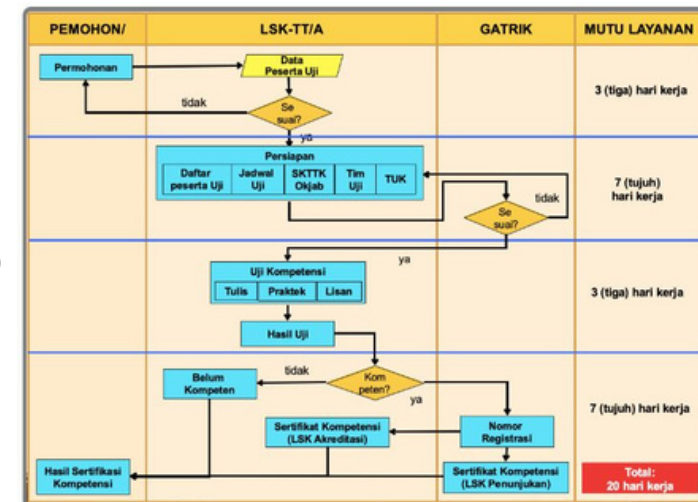 PEMOHON/ LSK-TT/A GATRIK MUTU LAYANAN
Permohonan
Data
Peserta Uji
3 (tiga) hari kerja
tidak
Se
suai?
ya
Persiapan
Daftar
peserta Uji
Jadwal
Uji
SKTTK
Okjab
Tim
Uji
TUK
tidak
Se
suai?
7 (tujuh)
hari kerja
ya
Uji Kompetensi
Tulis Praktek Lisan
3 (tiga) hari kerja
Hasil Uji
Belum
Kompeten
tidak
Kom
peten?
ya
7 (tujuh) hari kerja
Sertifikat Kompetensi
(LSK Akreditasi)
Nomor
Registrasi
Hasil Sertifikasi
Kompetensi
Sertifikat Kompetensi
(LSK Penunjukan)
Total:
20 hari kerja